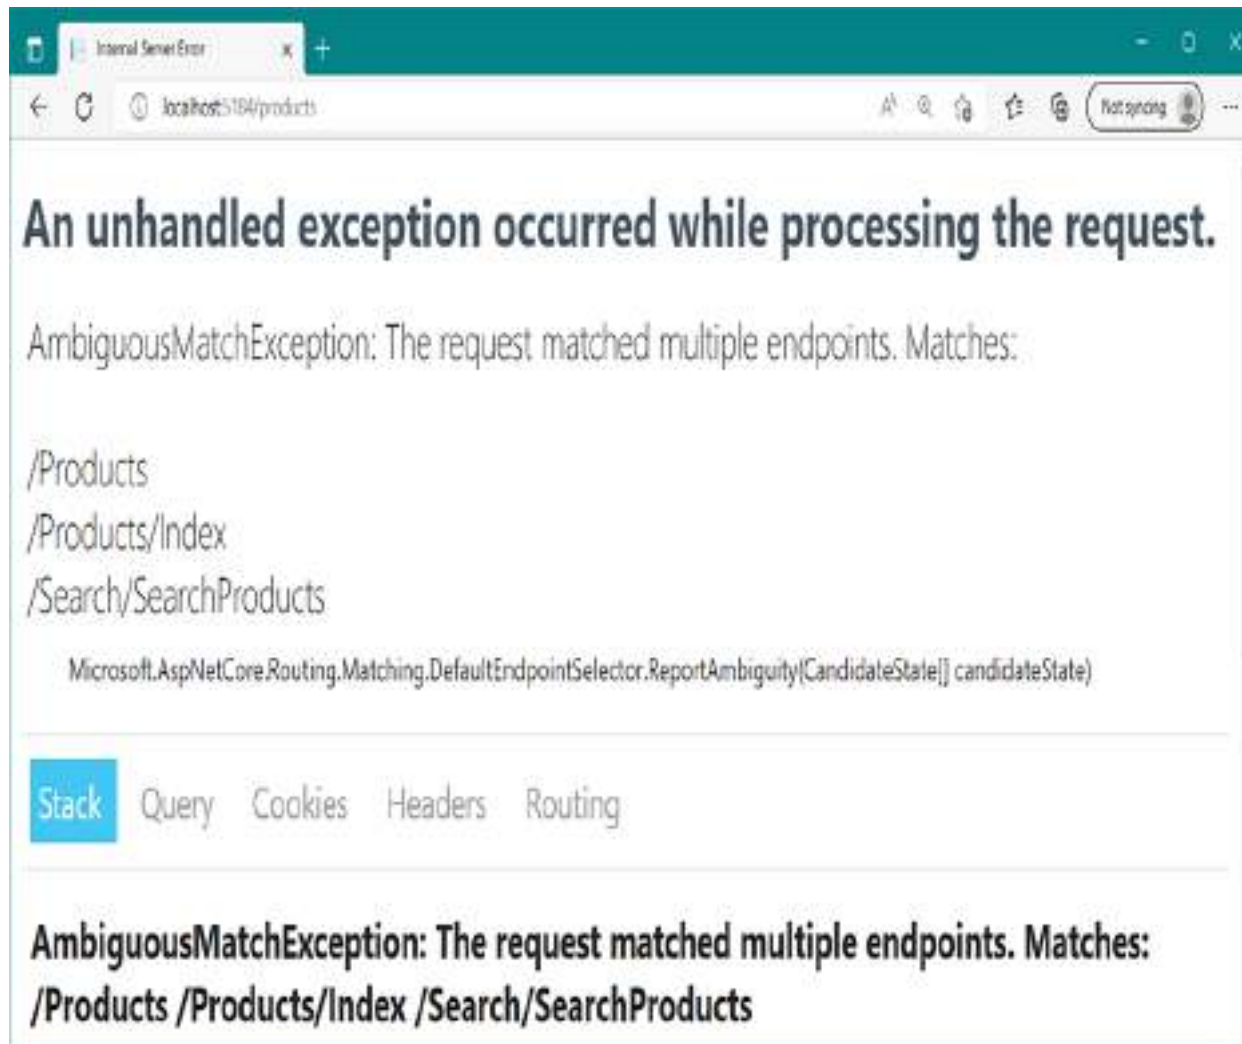 Internal Server Error
localhost:5184/products
Not syncing
An unhandled exception occurred while processing the request.
AmbiguousMatchException: The request matched multiple endpoints. Matches:
/Products
/Products/Index
/Search/SearchProducts
Microsoft.AspNetCore.Routing.Matching.DefaultEndpointSelector.ReportAmbiguity(CandidateState[] candidateState)
Stack Query Cookies Headers Routing
AmbiguousMatchException: The request matched multiple endpoints. Matches:
/Products /Products/Index /Search/SearchProducts